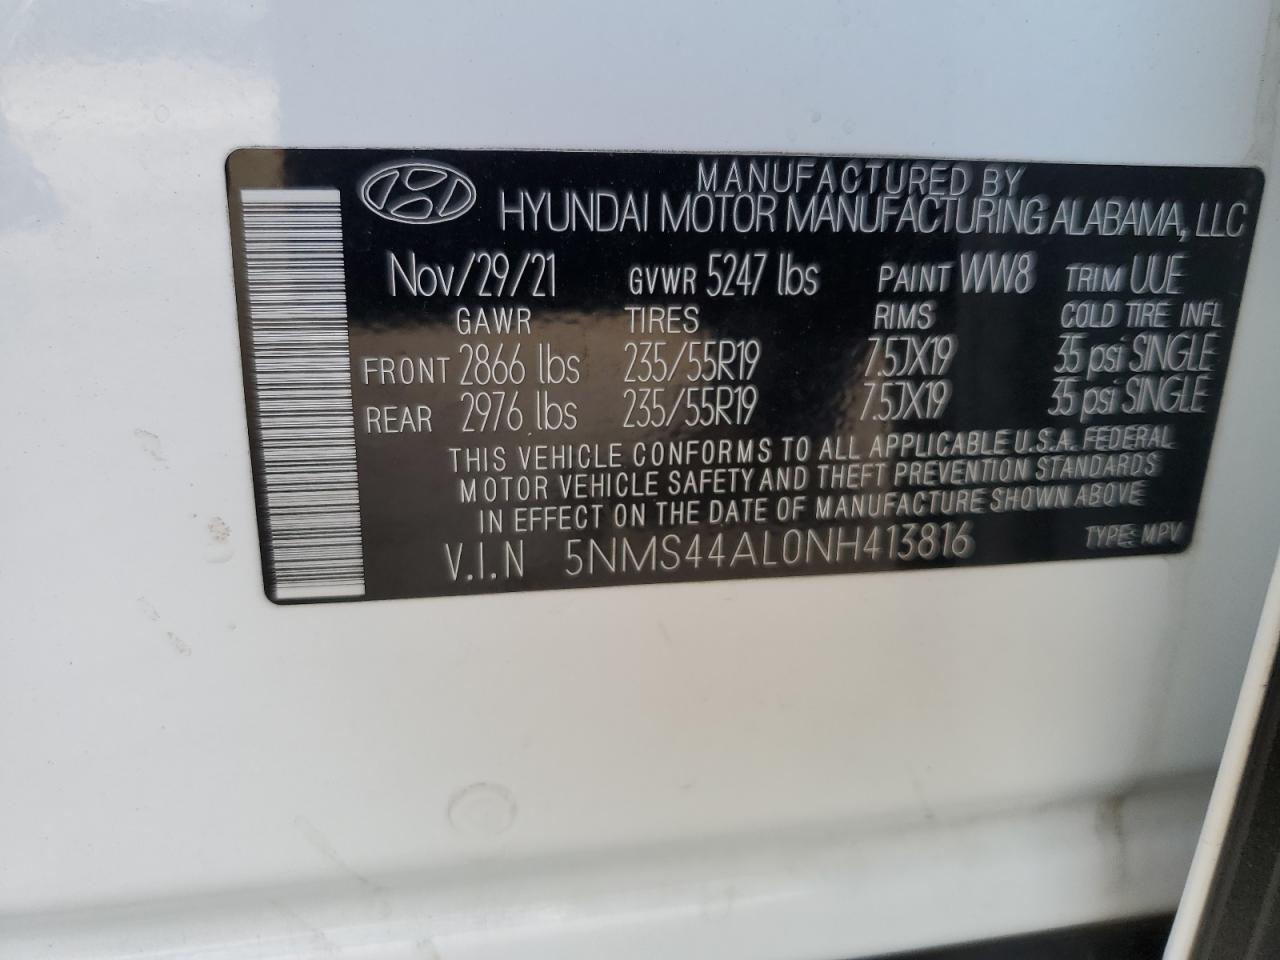 MANUFACTURED BY
HYUNDAI MOTOR MANUFACTURING ALABAMA, LLC
Nov/29/21 GVWR 5247 lbs PAINT WW8 TRIM UUE
GAWR TIRES RIMS COLD TIRE INFL
FRONT 2866 lbs 235/55R19 7.5JX19 35 psi SINGLE
REAR 2976 lbs 235/55R19 7.5JX19 35 psi SINGLE
THIS VEHICLE CONFORMS TO ALL APPLICABLE U.S.A. FEDERAL
MOTOR VEHICLE SAFETY AND THEFT PREVENTION STANDARDS
IN EFFECT ON THE DATE OF MANUFACTURE SHOWN ABOVE
V.I.N 5NMS44AL0NH413816 TYPE: MPV